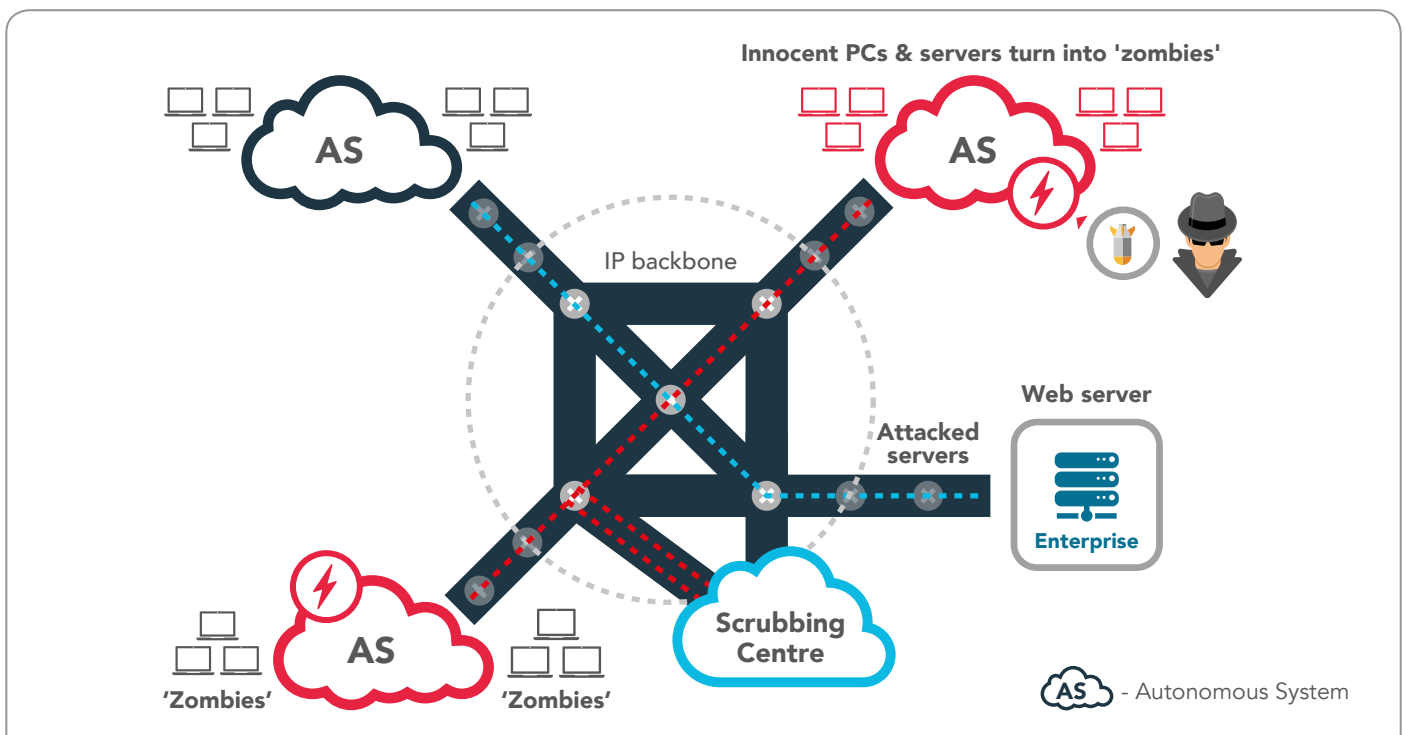 Innocent PCs & servers turn into 'zombies'
AS
AS
IP backbone
Web server
Attacked
servers
Enterprise
AS
Scrubbing
Centre
'Zombies'
'Zombies'
AS - Autonomous System